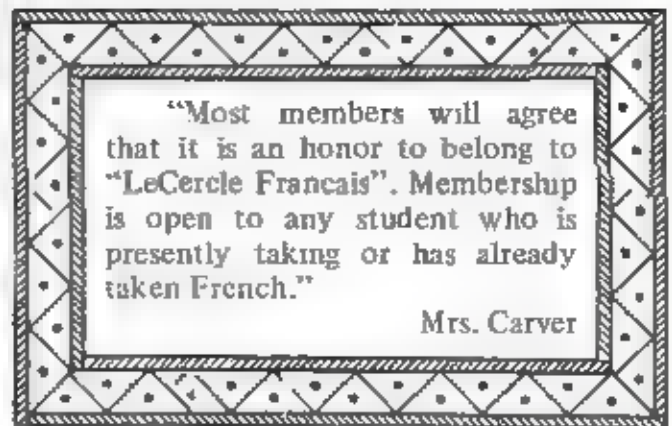 “Most members will agree
that it is an honor to belong to
“LeCercle Francais”. Membership
is open to any student who is
presently taking or has already
taken French.”
Mrs. Carver